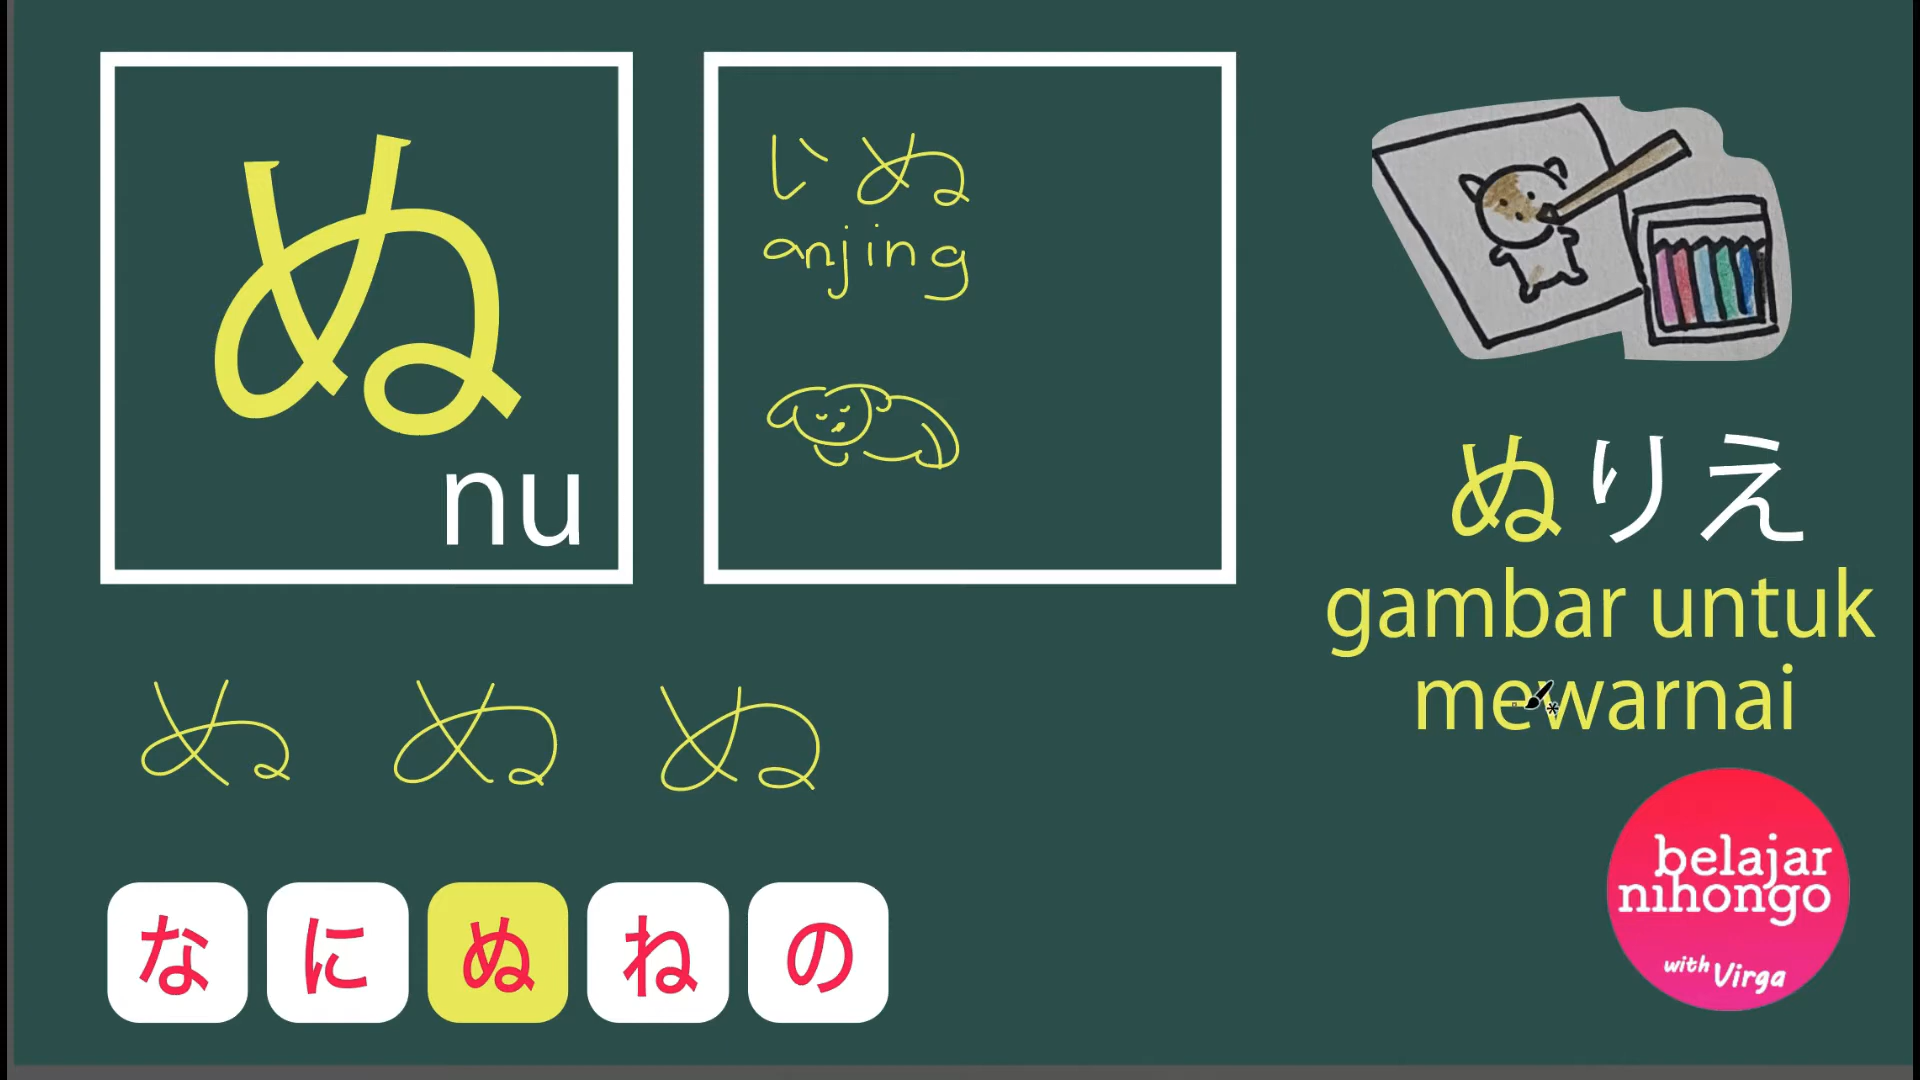 ぬ
nu
いぬ
anjing
ぬりえ
gambar untuk
mewarnai
ぬ ぬ ぬ
な に ぬ ね の
belajar
nihongo
with Virga